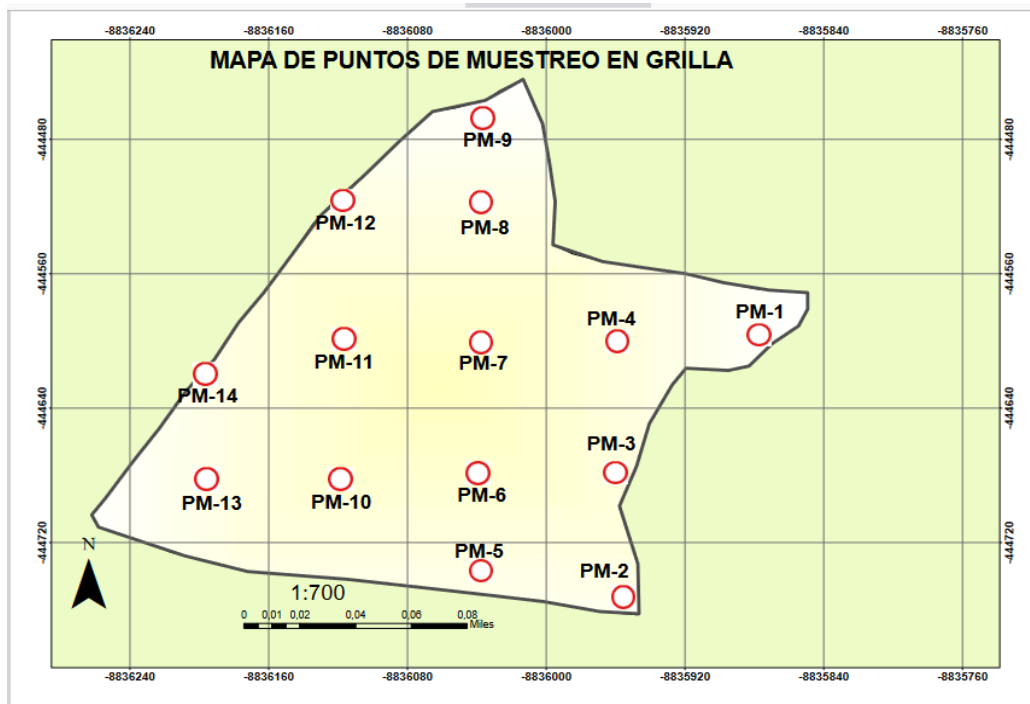 -8836240 -8836160 -8836080 -8836000 -8835920 -8835840 -8835760
MAPA DE PUNTOS DE MUESTREO EN GRILLA
-444480 -444480
PM-9
PM-12 PM-8
-444560 -444560
PM-1
PM-4
PM-11 PM-7
PM-14
-444640 -444640
PM-3
PM-13 PM-10 PM-6
-444720 -444720
N
PM-5
PM-2
1:700
0 0,01 0,02 0,04 0,06 0,08
Miles
-8836240 -8836160 -8836080 -8836000 -8835920 -8835840 -8835760